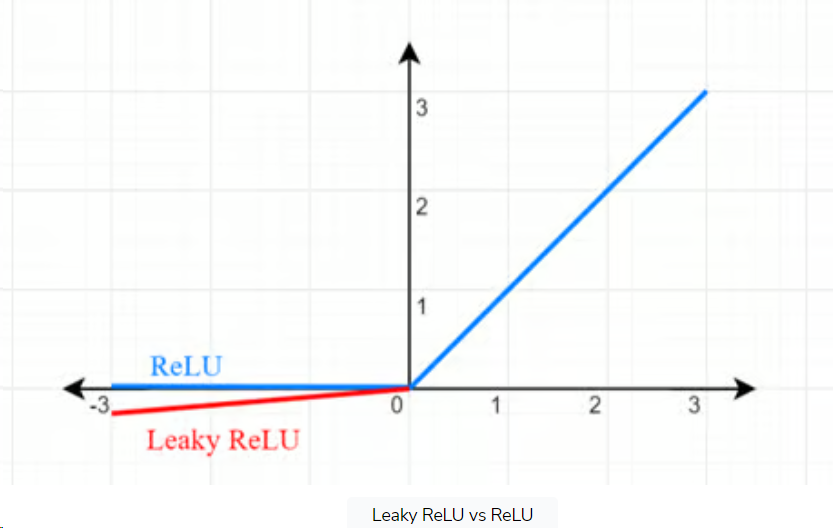 3
2
1
ReLU
-3 0 1 2 3
Leaky ReLU
Leaky ReLU vs ReLU